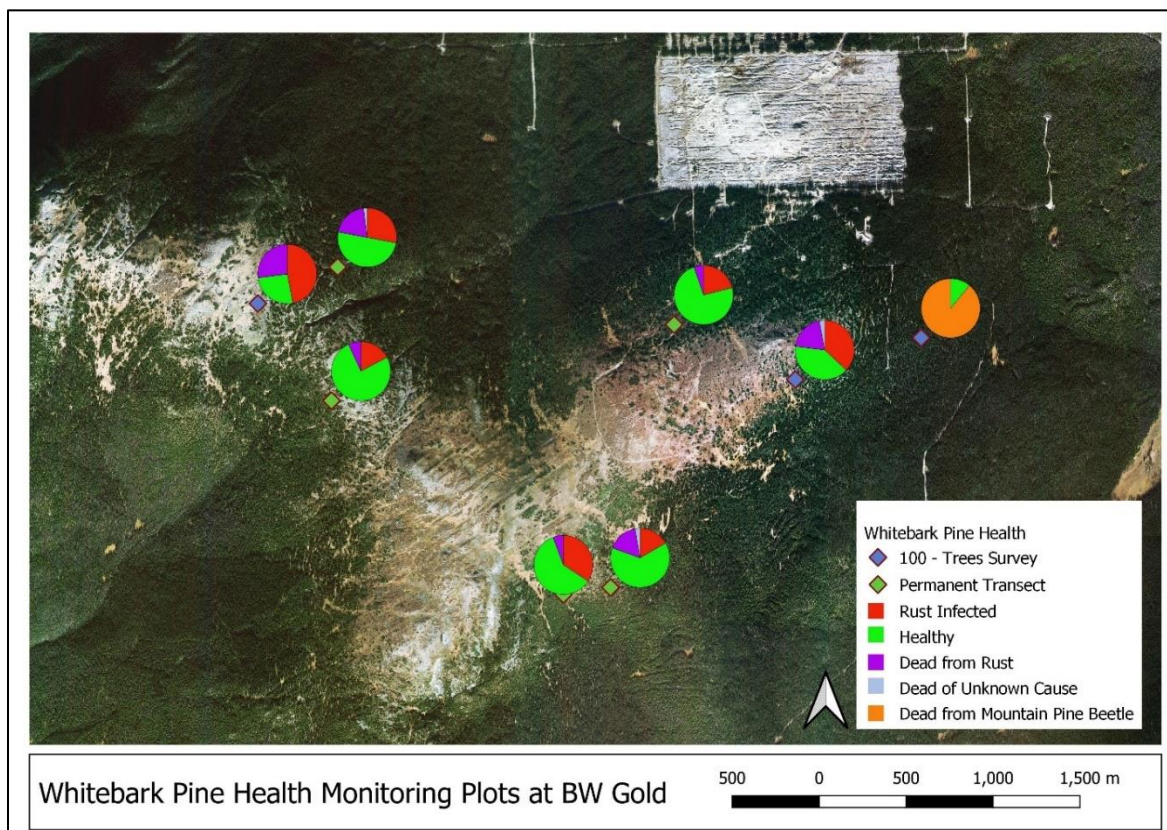 Whitebark Pine Health
100 - Trees Survey
Permanent Transect
Rust Infected
Healthy
Dead from Rust
Dead of Unknown Cause
Dead from Mountain Pine Beetle
Whitebark Pine Health Monitoring Plots at BW Gold
500 0 500 1,000 1,500 m